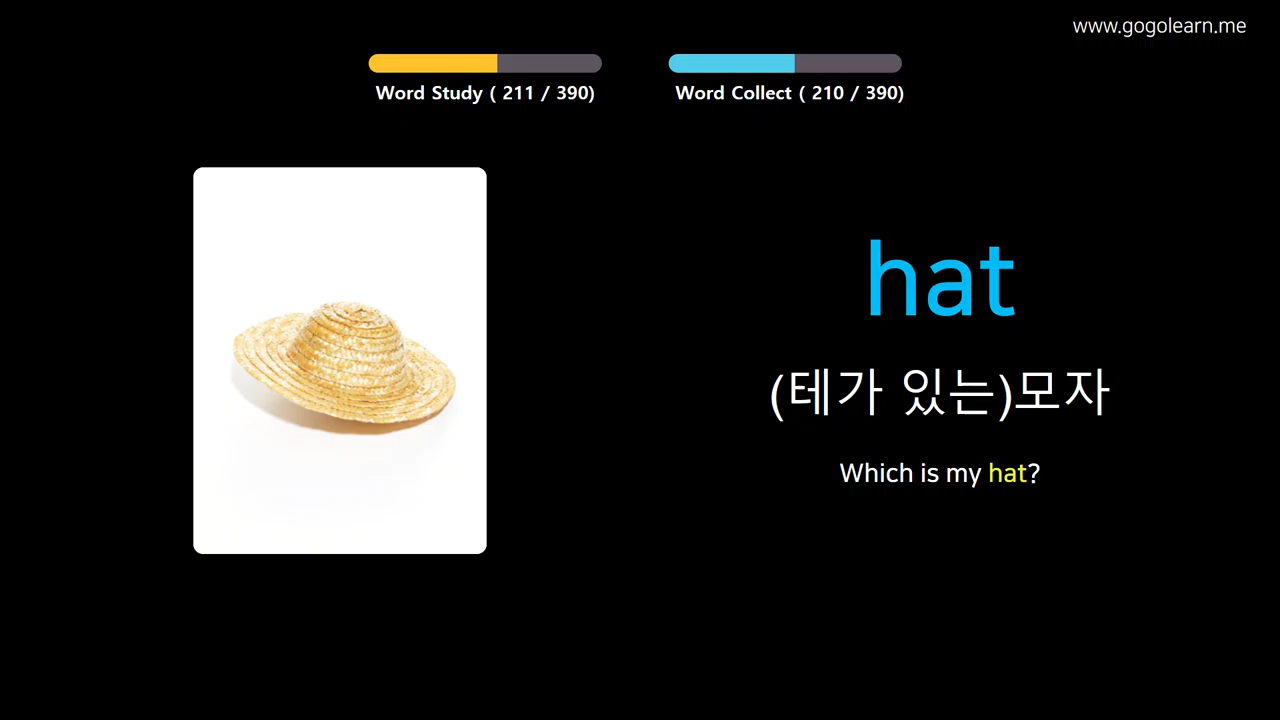 www.gogolearn.me
Word Study ( 211 / 390)
Word Collect ( 210 / 390)
hat
(테가 있는)모자
Which is my hat?